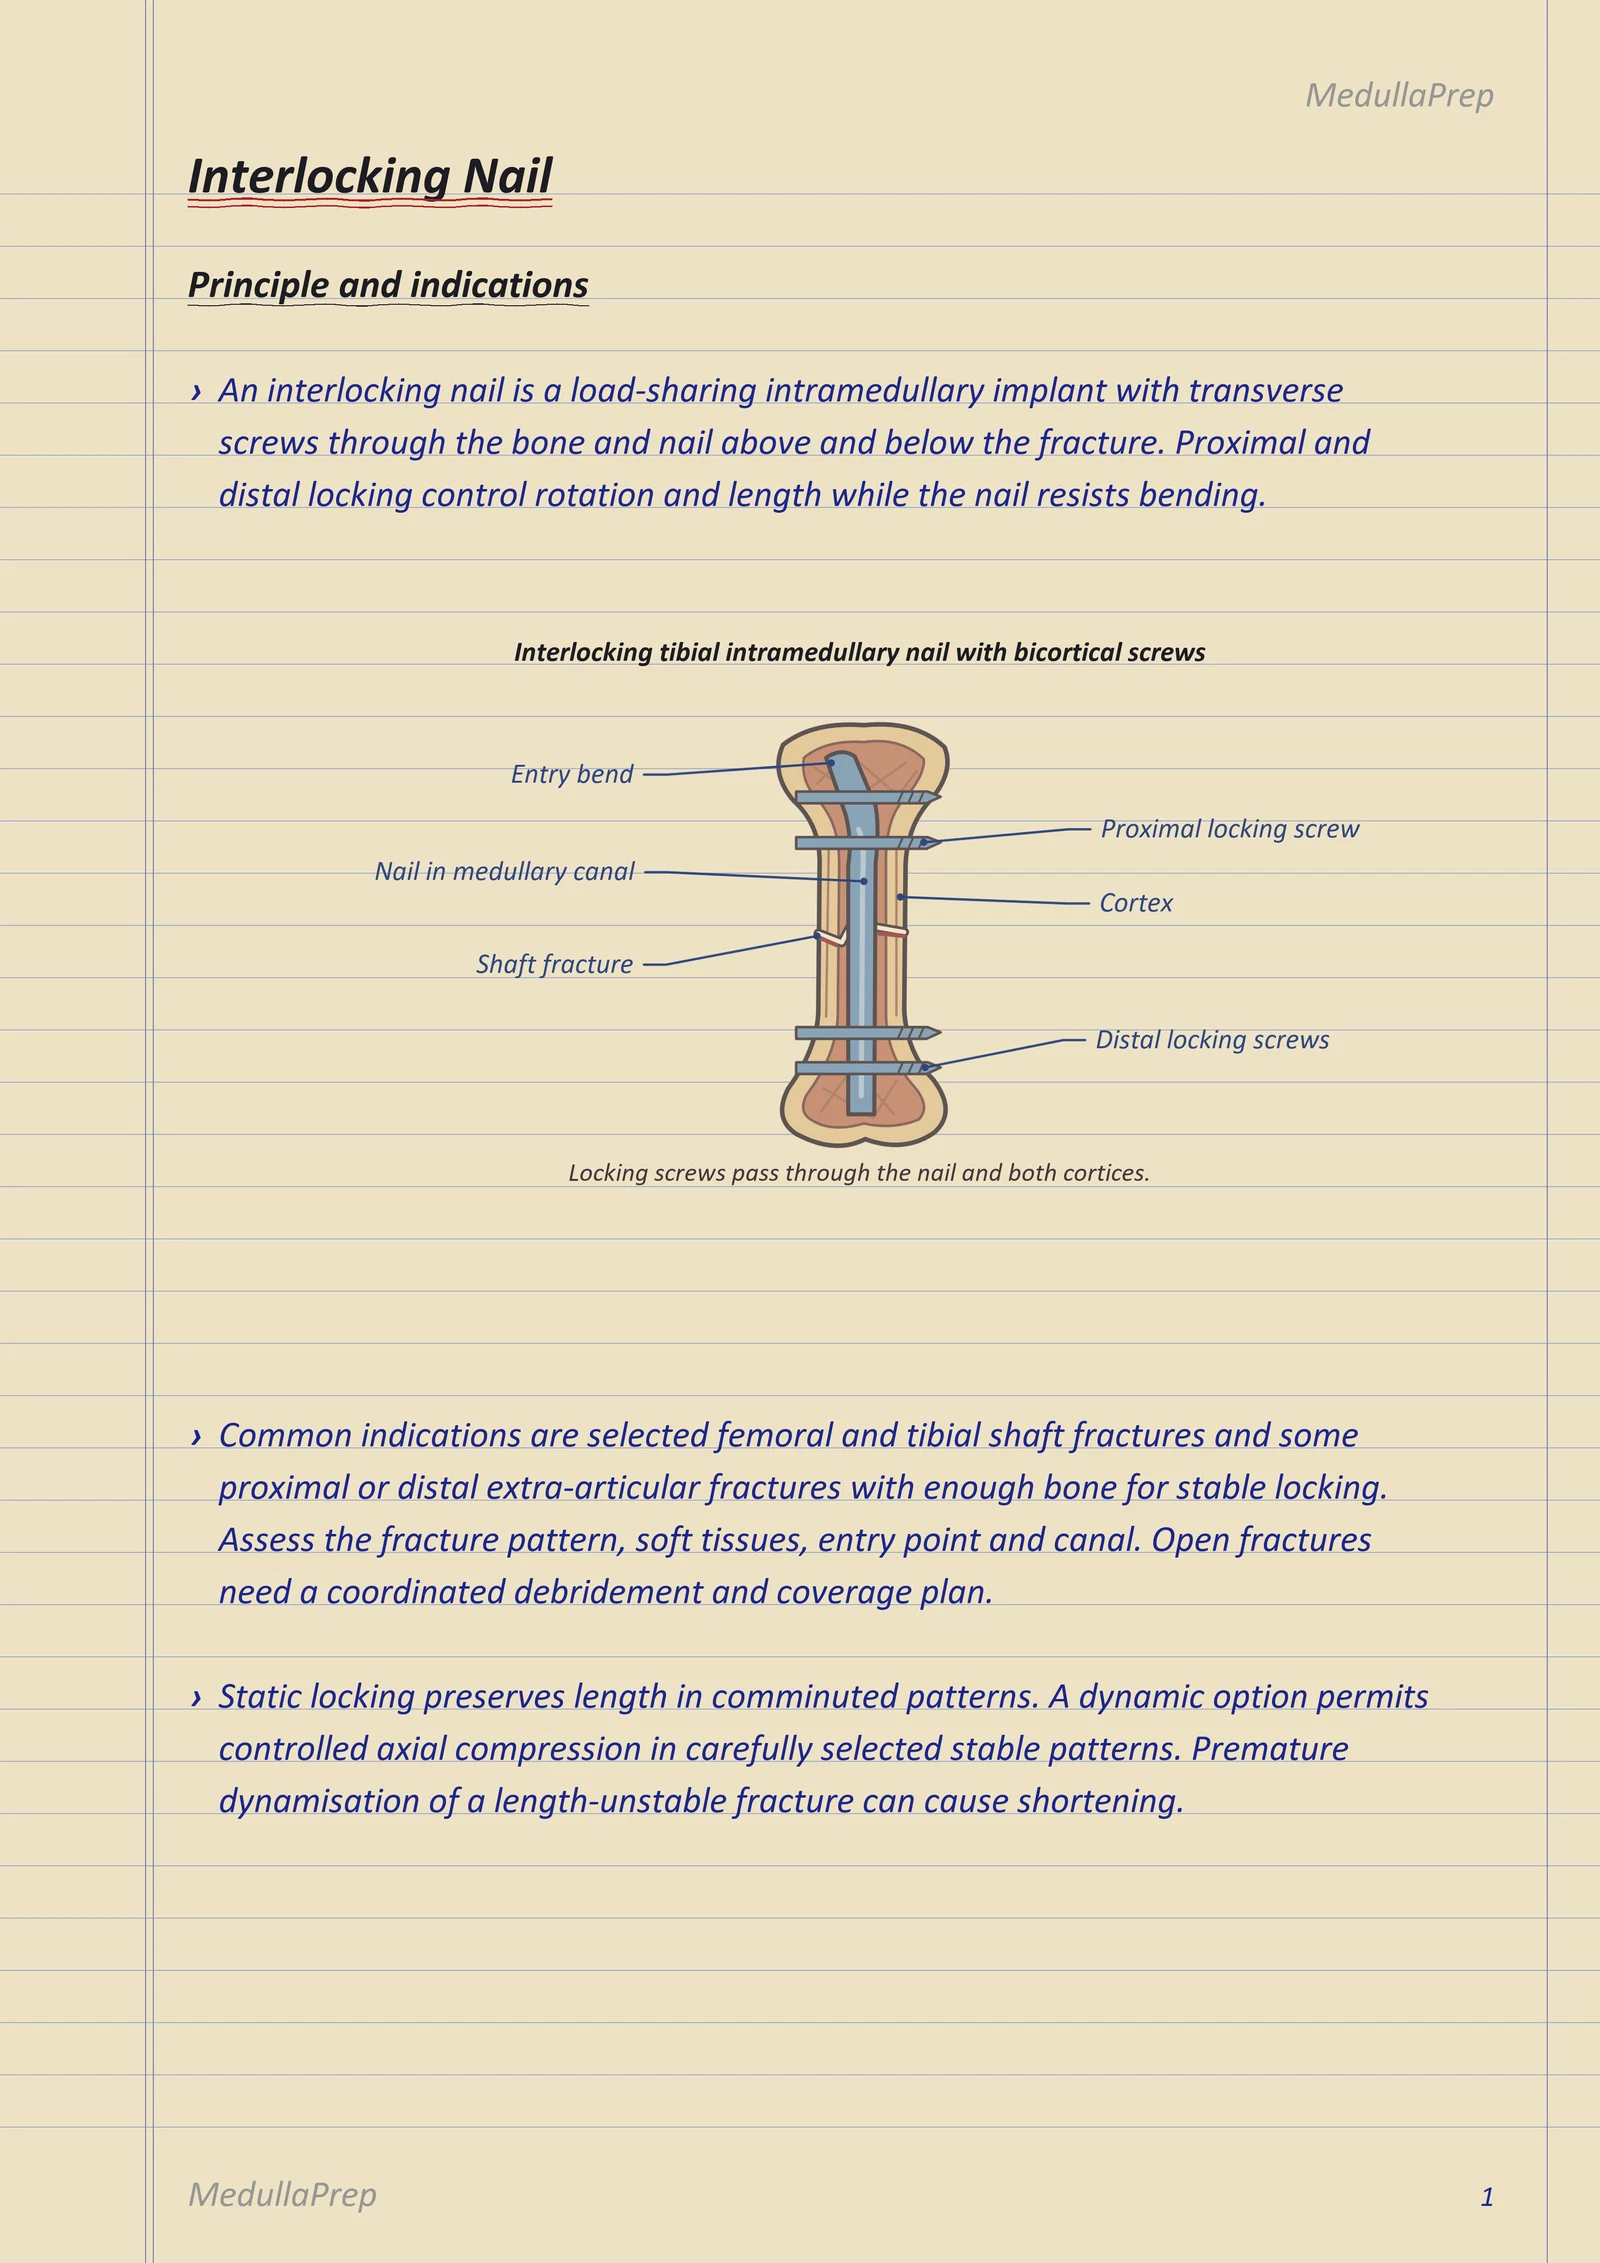 MedullaPrep
Interlocking Nail
Principle and indications
› An interlocking nail is a load-sharing intramedullary implant with transverse
screws through the bone and nail above and below the fracture. Proximal and
distal locking control rotation and length while the nail resists bending.
Interlocking tibial intramedullary nail with bicortical screws
Entry bend
Proximal locking screw
Nail in medullary canal
Cortex
Shaft fracture
Distal locking screws
Locking screws pass through the nail and both cortices.
› Common indications are selected femoral and tibial shaft fractures and some
proximal or distal extra-articular fractures with enough bone for stable locking.
Assess the fracture pattern, soft tissues, entry point and canal. Open fractures
need a coordinated debridement and coverage plan.
› Static locking preserves length in comminuted patterns. A dynamic option permits
controlled axial compression in carefully selected stable patterns. Premature
dynamisation of a length-unstable fracture can cause shortening.
MedullaPrep
1